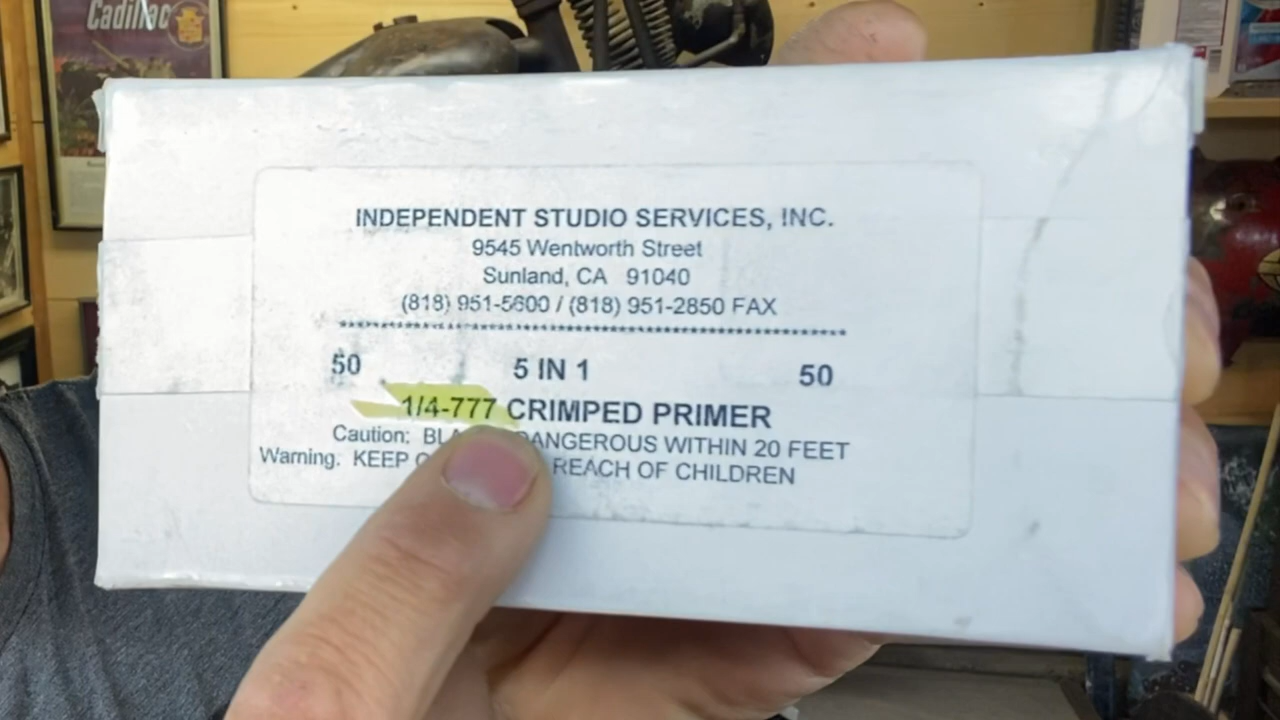 Cadillac
INDEPENDENT STUDIO SERVICES, INC.
9545 Wentworth Street
Sunland, CA 91040
(818) 951-5600 / (818) 951-2850 FAX
******************************************************************
50 5 IN 1 50
1/4-777 CRIMPED PRIMER
Caution: DANGEROUS WITHIN 20 FEET
Warning. KEEP REACH OF CHILDREN